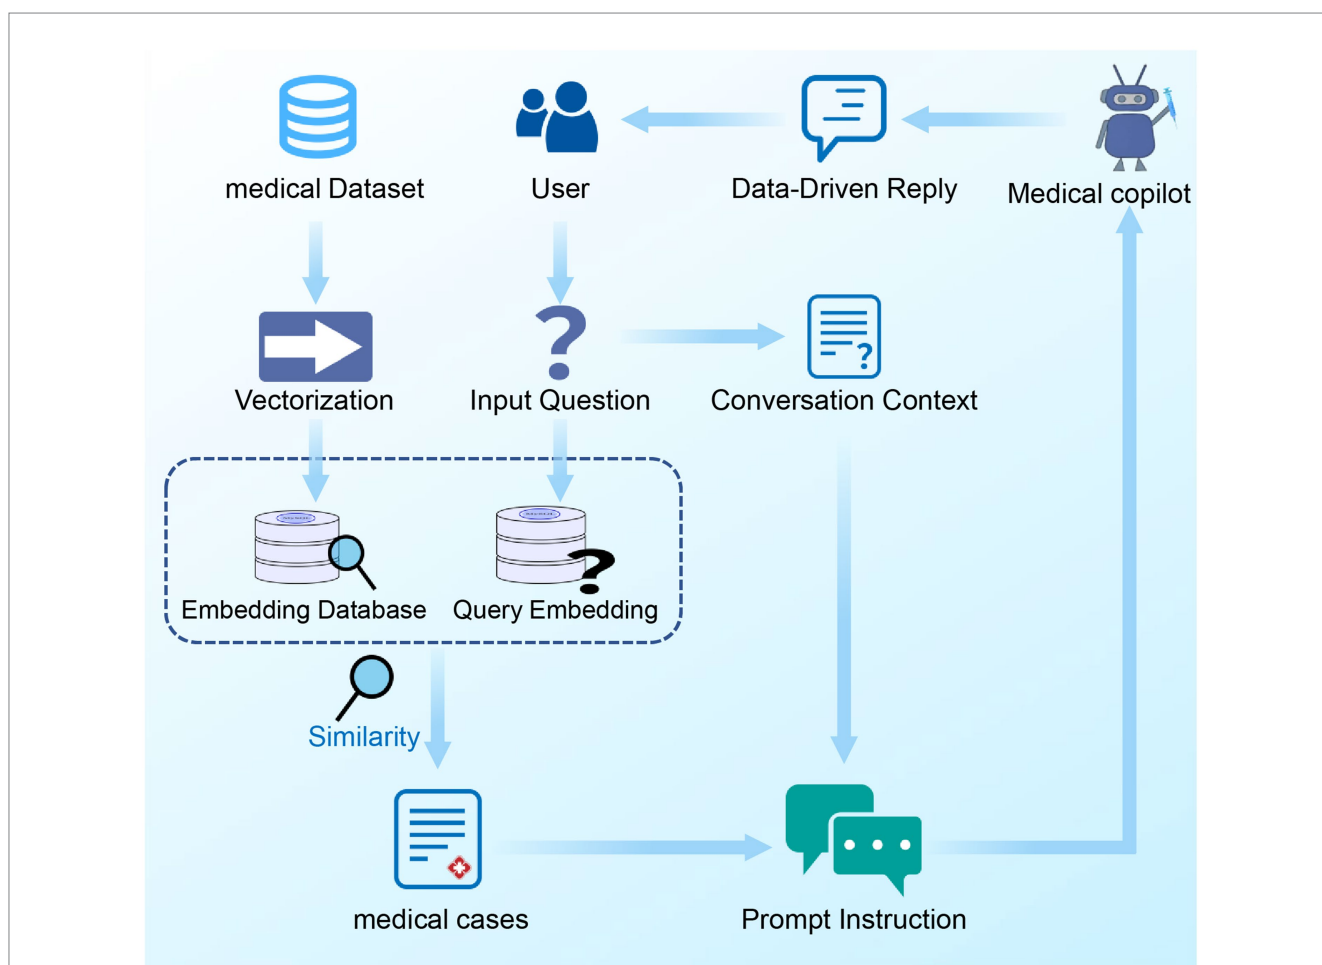 medical Dataset
User
Data-Driven Reply
Medical copilot
Vectorization
Input Question
Conversation Context
Embedding Database
Query Embedding
Similarity
medical cases
Prompt Instruction